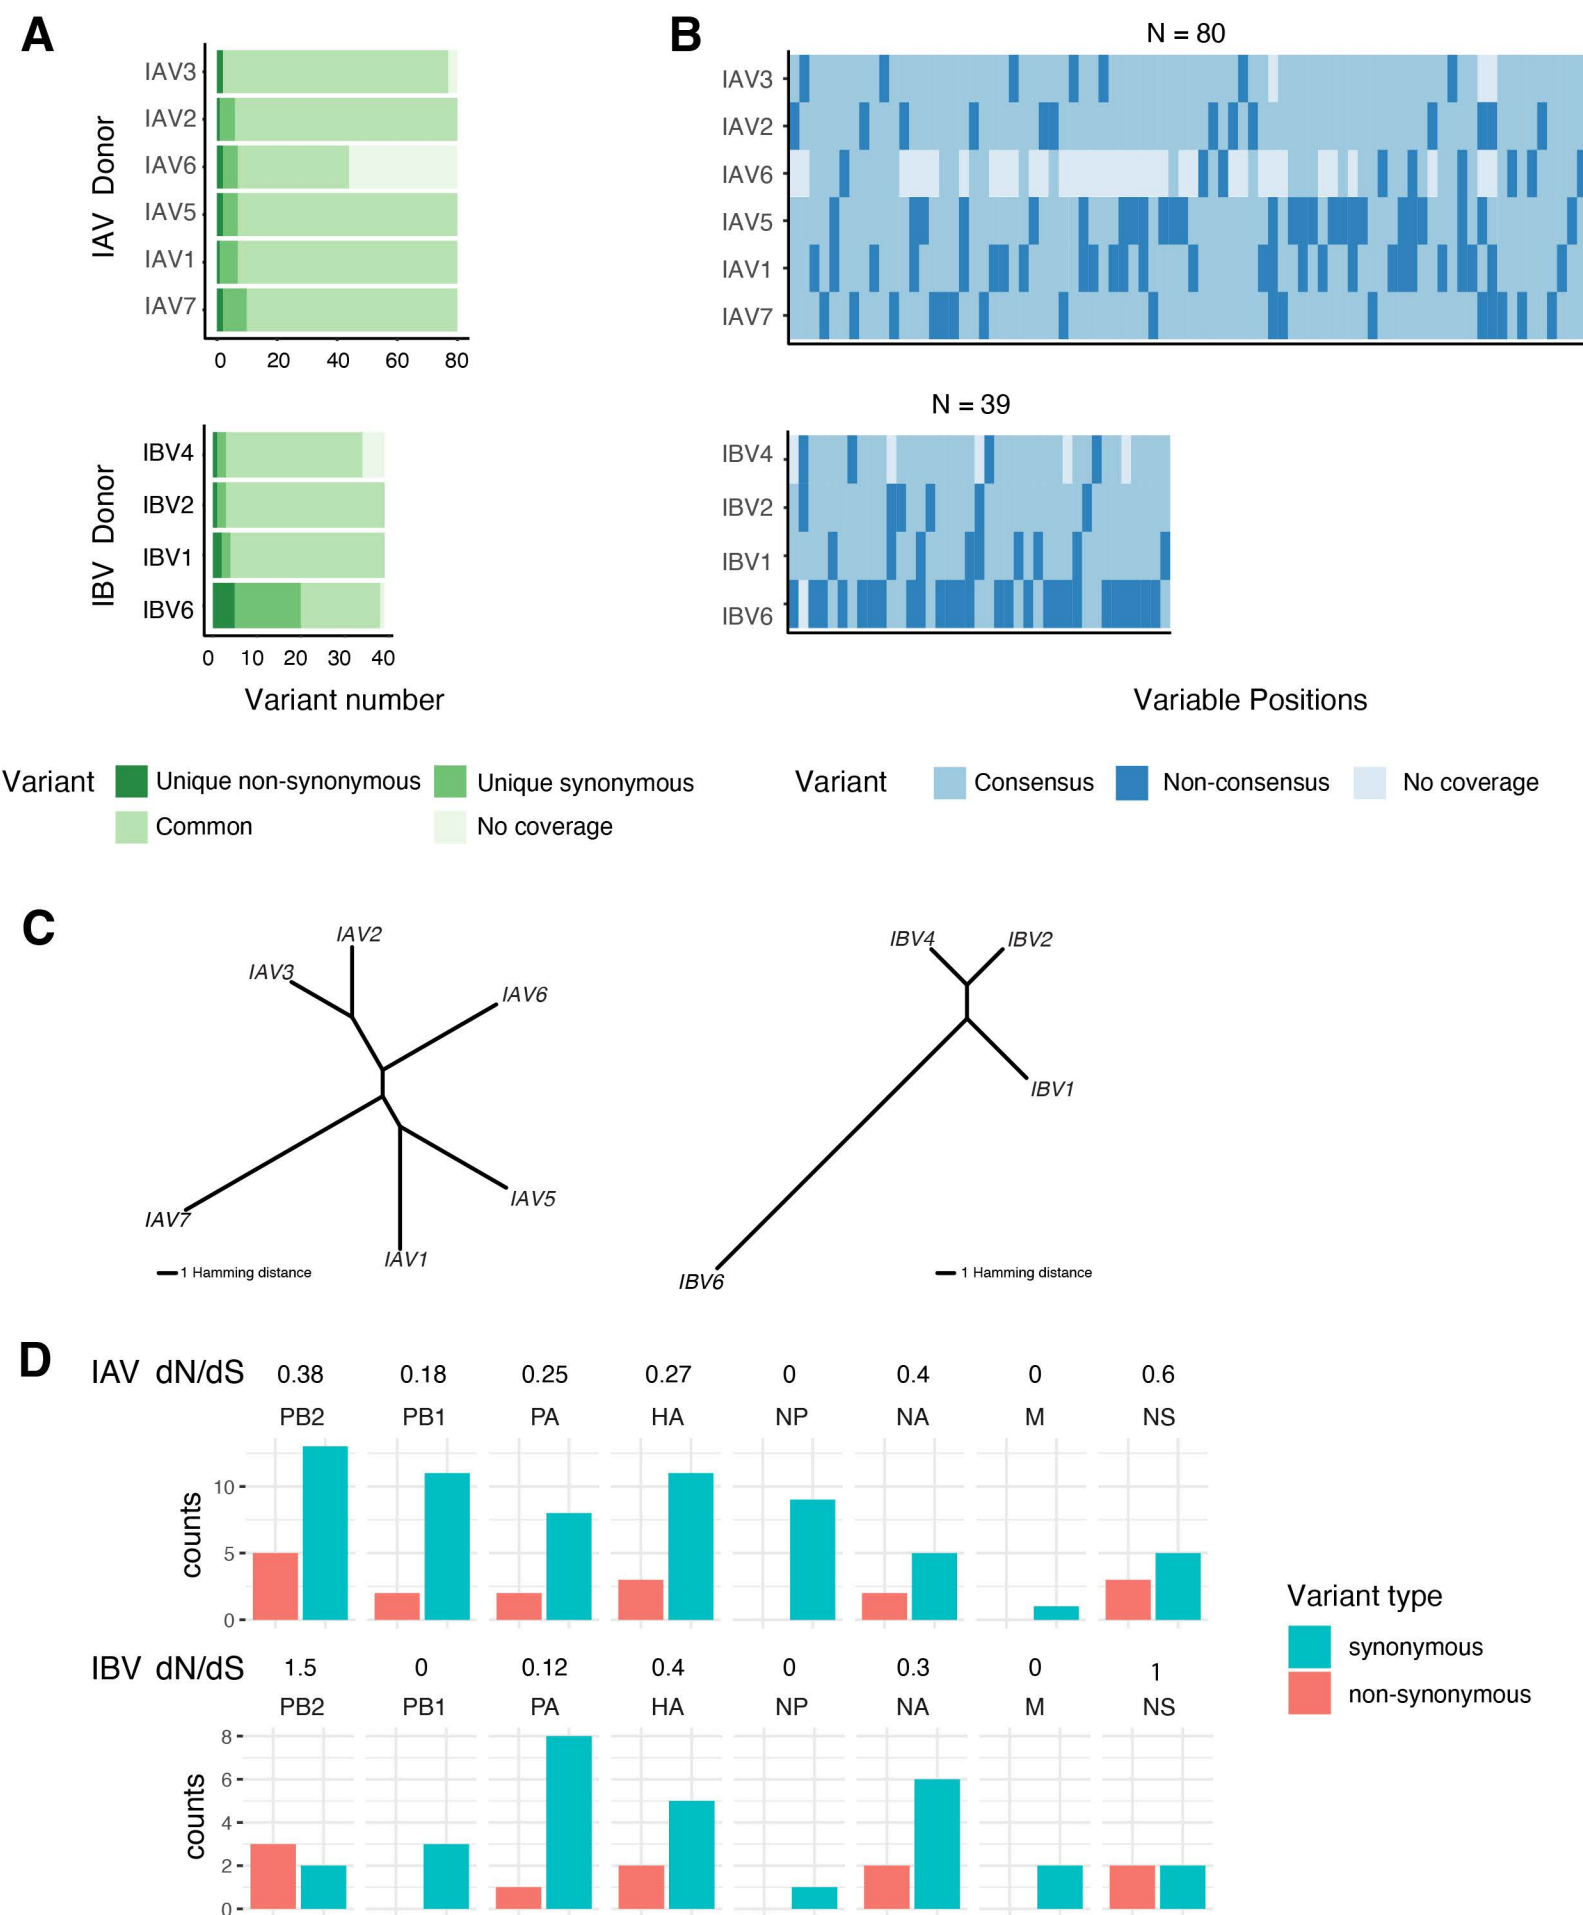 A
B
N = 80
IAV Donor
IAV3
IAV2
IAV6
IAV5
IAV1
IAV7
0 20 40 60 80
IAV3
IAV2
IAV6
IAV5
IAV1
IAV7
N = 39
IBV Donor
IBV4
IBV2
IBV1
IBV6
0 10 20 30 40
Variant number
IBV4
IBV2
IBV1
IBV6
Variable Positions
Variant
Unique non-synonymous
Unique synonymous
Common
No coverage
Variant
Consensus
Non-consensus
No coverage
C
IAV2
IAV3
IAV6
IAV5
IAV7
IAV1
1 Hamming distance
IBV4
IBV2
IBV1
IBV6
1 Hamming distance
D
IAV dN/dS 0.38 0.18 0.25 0.27 0 0.4 0 0.6
PB2 PB1 PA HA NP NA M NS
counts
10
5
0
IBV dN/dS 1.5 0 0.12 0.4 0 0.3 0 1
PB2 PB1 PA HA NP NA M NS
counts
8
6
4
2
0
Variant type
synonymous
non-synonymous